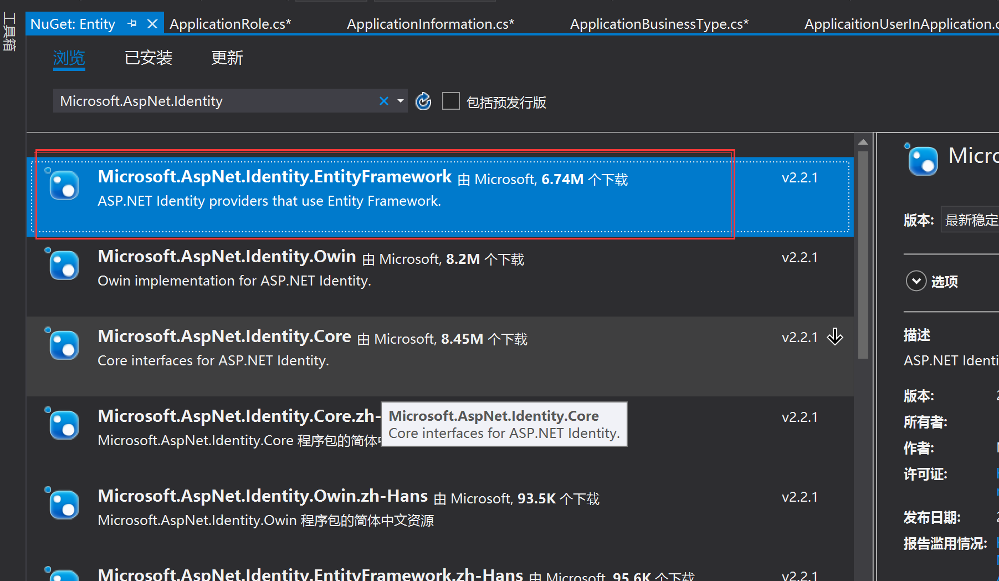 工具箱
NuGet: Entity
ApplicationRole.cs*
ApplicationInformation.cs*
ApplicationBusinessType.cs*
ApplicaitionUserInApplication.c
浏览 已安装 更新
Microsoft.AspNet.Identity
包括预发行版
Microsoft.AspNet.Identity.EntityFramework 由 Microsoft, 6.74M 个下载 v2.2.1
ASP.NET Identity providers that use Entity Framework.
Microsoft.AspNet.Identity.Owin 由 Microsoft, 8.2M 个下载 v2.2.1
Owin implementation for ASP.NET Identity.
Microsoft.AspNet.Identity.Core 由 Microsoft, 8.45M 个下载 v2.2.1
Core interfaces for ASP.NET Identity.
Microsoft.AspNet.Identity.Core.zh- v2.2.1
Microsoft.AspNet.Identity.Core 程序包的简体
Microsoft.AspNet.Identity.Core
Core interfaces for ASP.NET Identity.
Microsoft.AspNet.Identity.Owin.zh-Hans 由 Microsoft, 93.5K 个下载 v2.2.1
Microsoft.AspNet.Identity.Owin 程序包的简体中文资源
Microsoft.AspNet.Identity.EntityFramework.zh-Hans 由 Microsoft, 95.6K 个下载 v2.2.1
Micro
版本: 最新稳定
选项
描述
ASP.NET Identi
版本:
所有者:
作者:
许可证:
发布日期:
报告滥用情况: